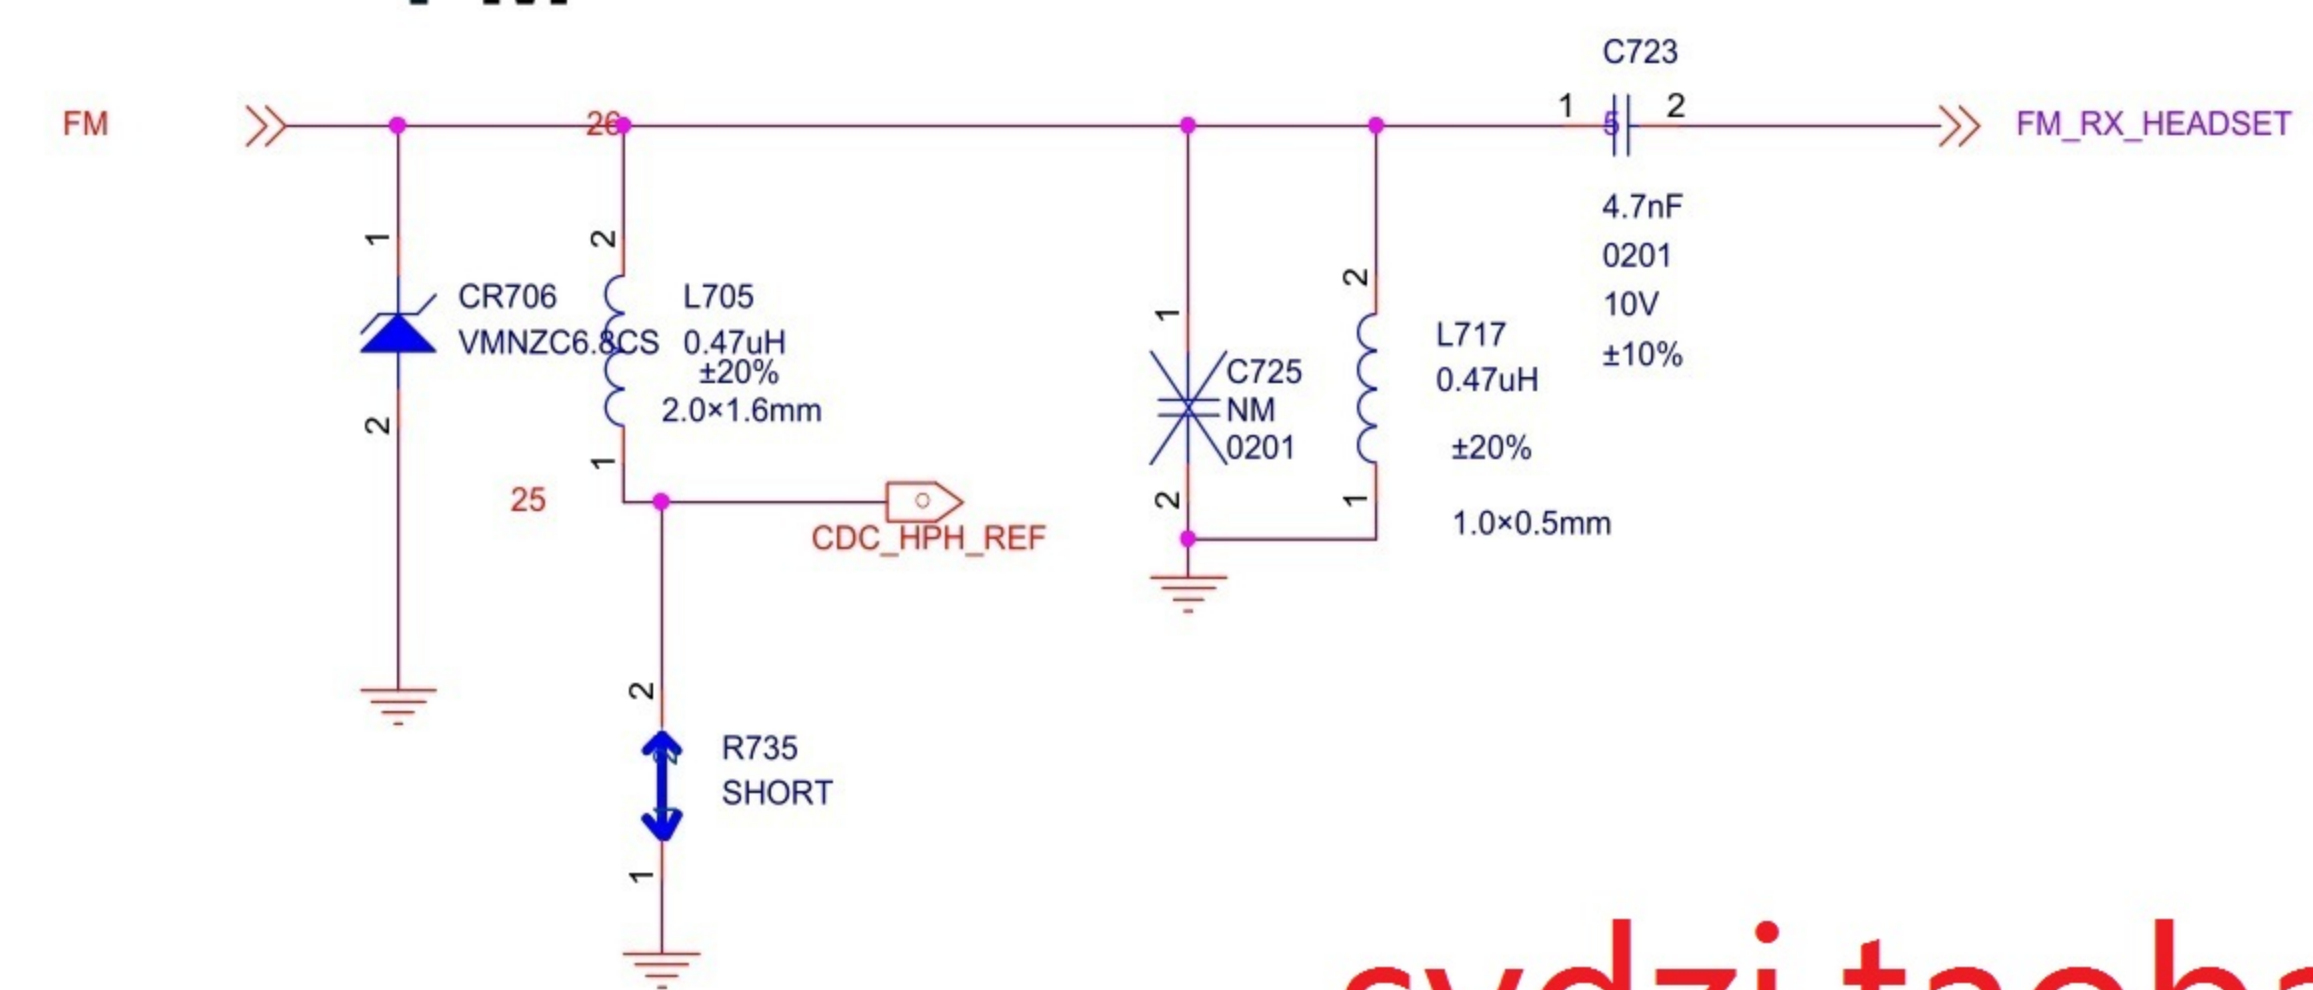 C723
FM
26
1
5
2
FM_RX_HEADSET
4.7nF
0201
10V
±10%
1
2
CR706
VMNZC6.8CS
2
L705
0.47uH
±20%
2.0×1.6mm
1
25
CDC_HPH_REF
1
C725
NM
0201
2
2
L717
0.47uH
±20%
1.0×0.5mm
1
2
R735
SHORT
1